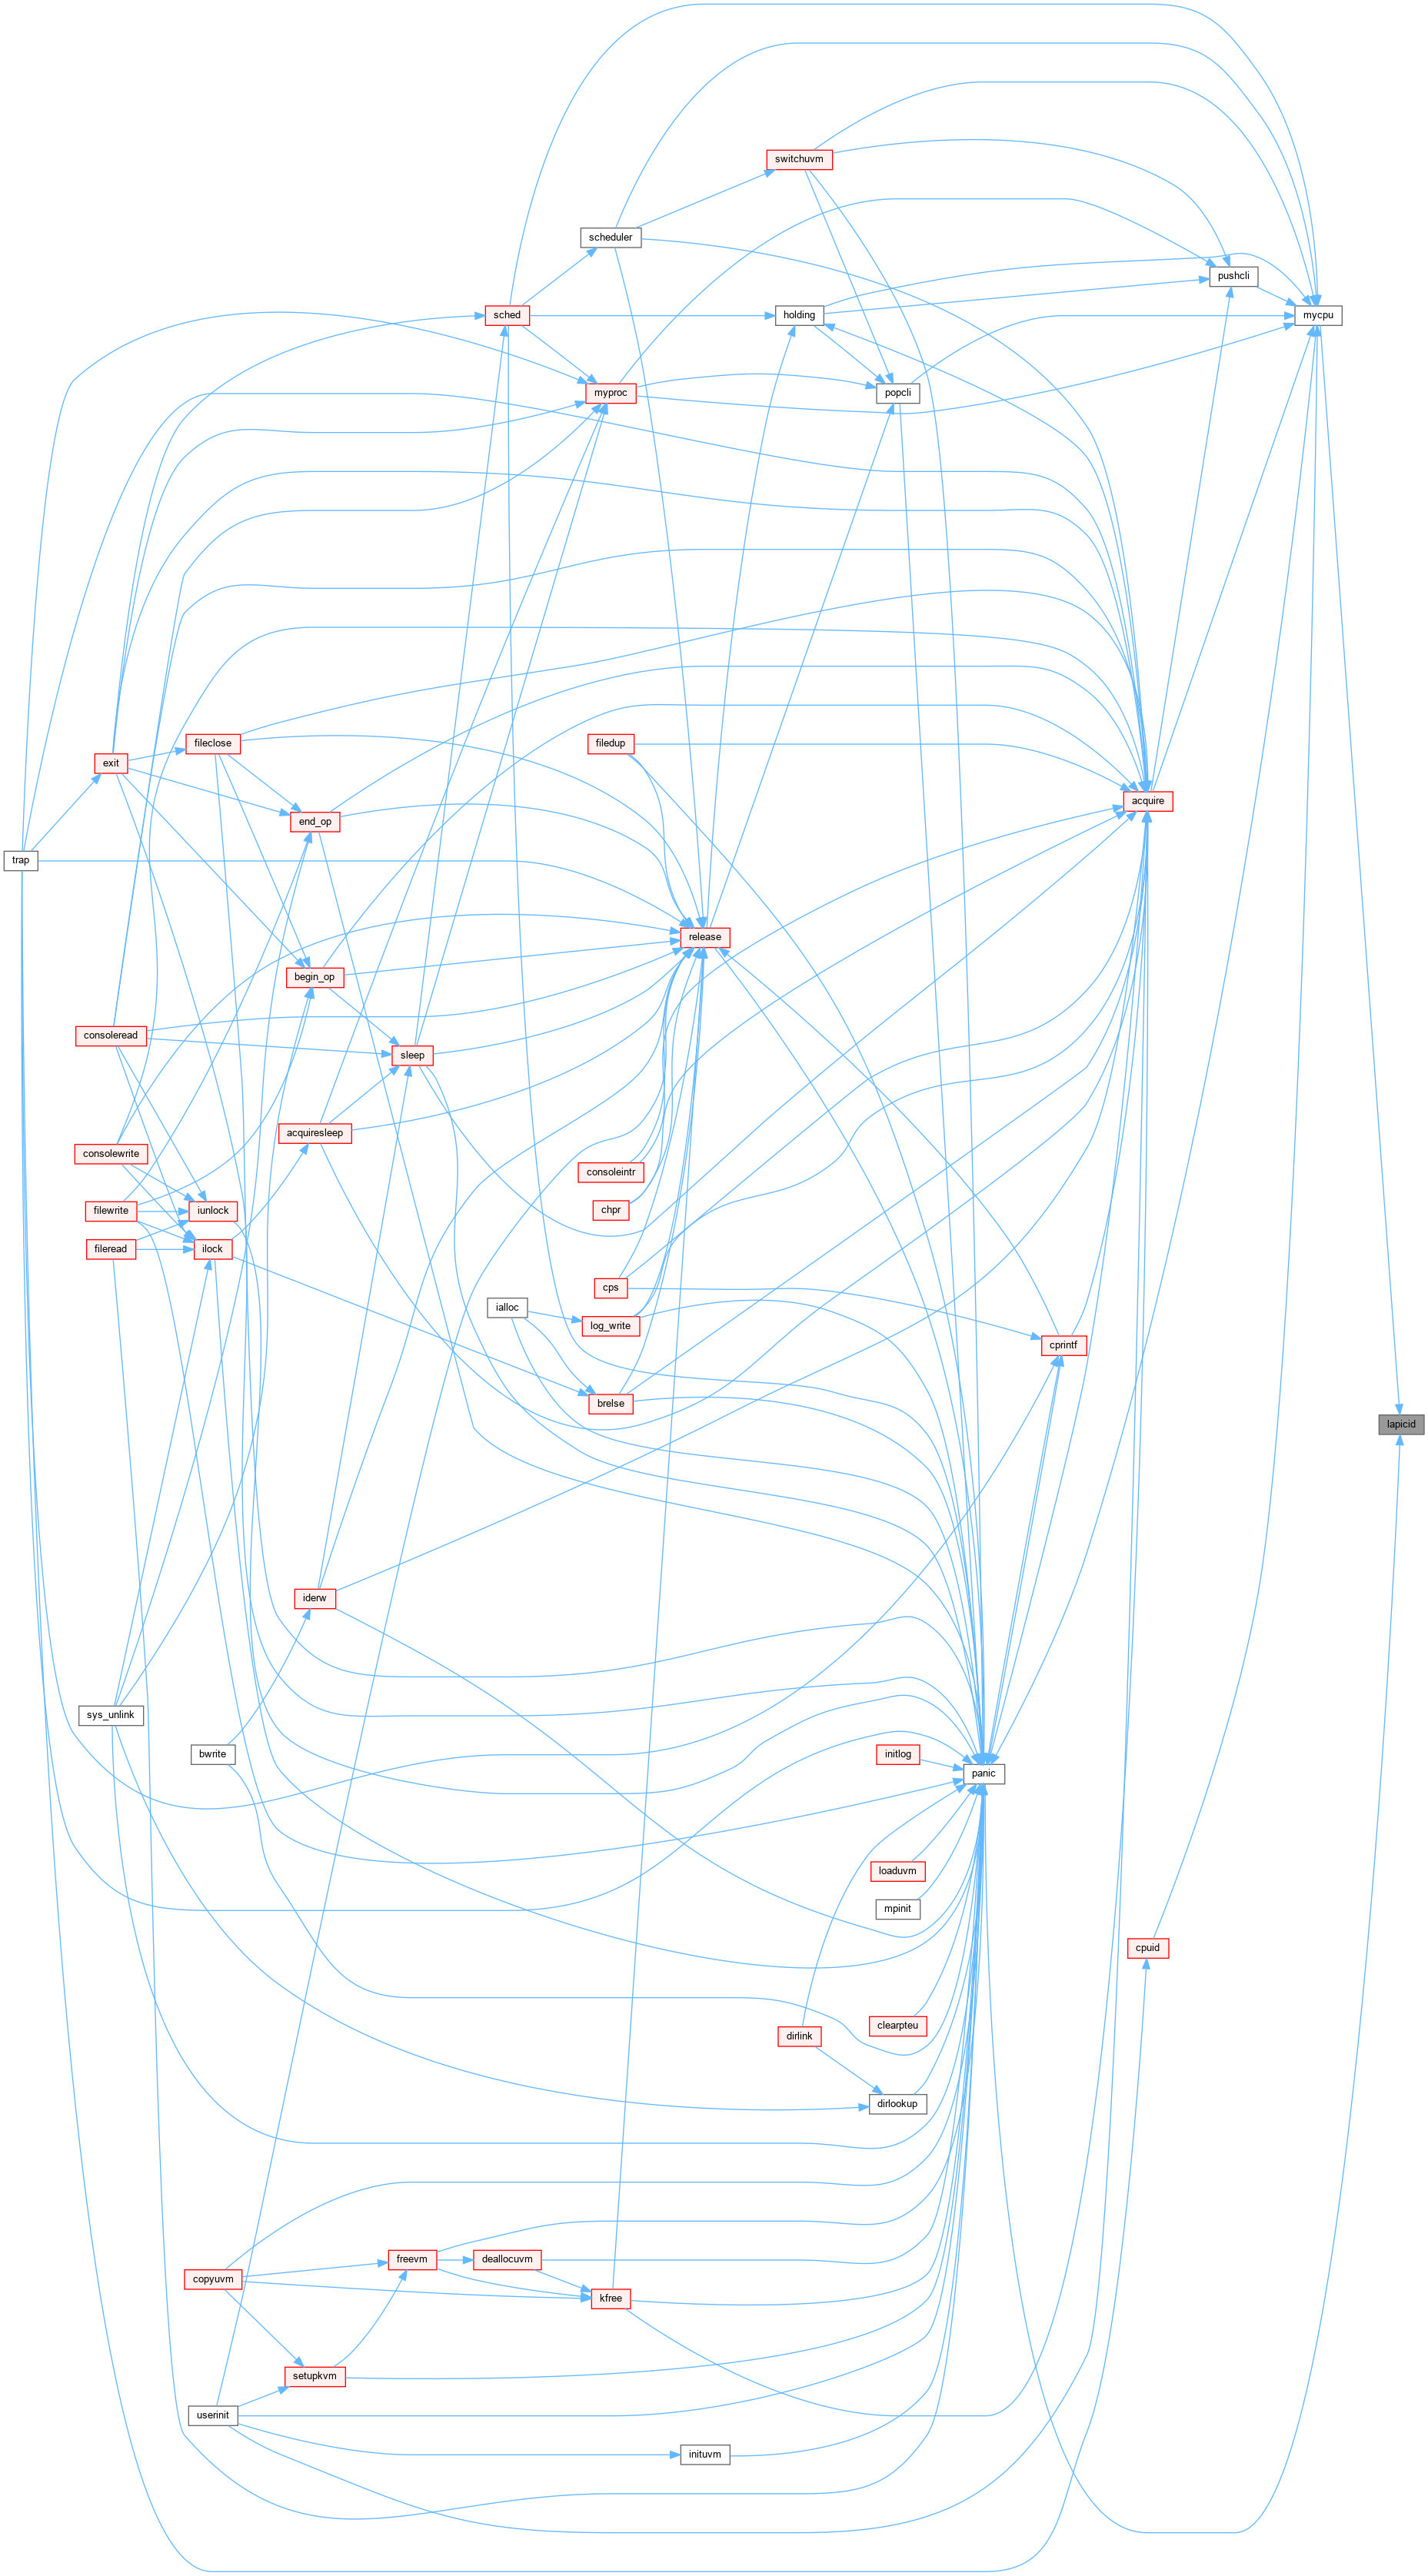 switchuvm
scheduler
pushcli
sched
holding
mycpu
myproc
popcli
fileclose
filedup
exit
acquire
end_op
trap
release
begin_op
consoleread
sleep
acquiresleep
consolewrite
consoleintr
filewrite
iunlock
chpr
fileread
ilock
cps
ialloc
log_write
cprintf
brelse
lapicid
iderw
sys_unlink
bwrite
initlog
panic
loaduvm
mpinit
cpuid
clearpteu
dirlink
dirlookup
freevm
deallocuvm
copyuvm
kfree
setupkvm
userinit
inituvm